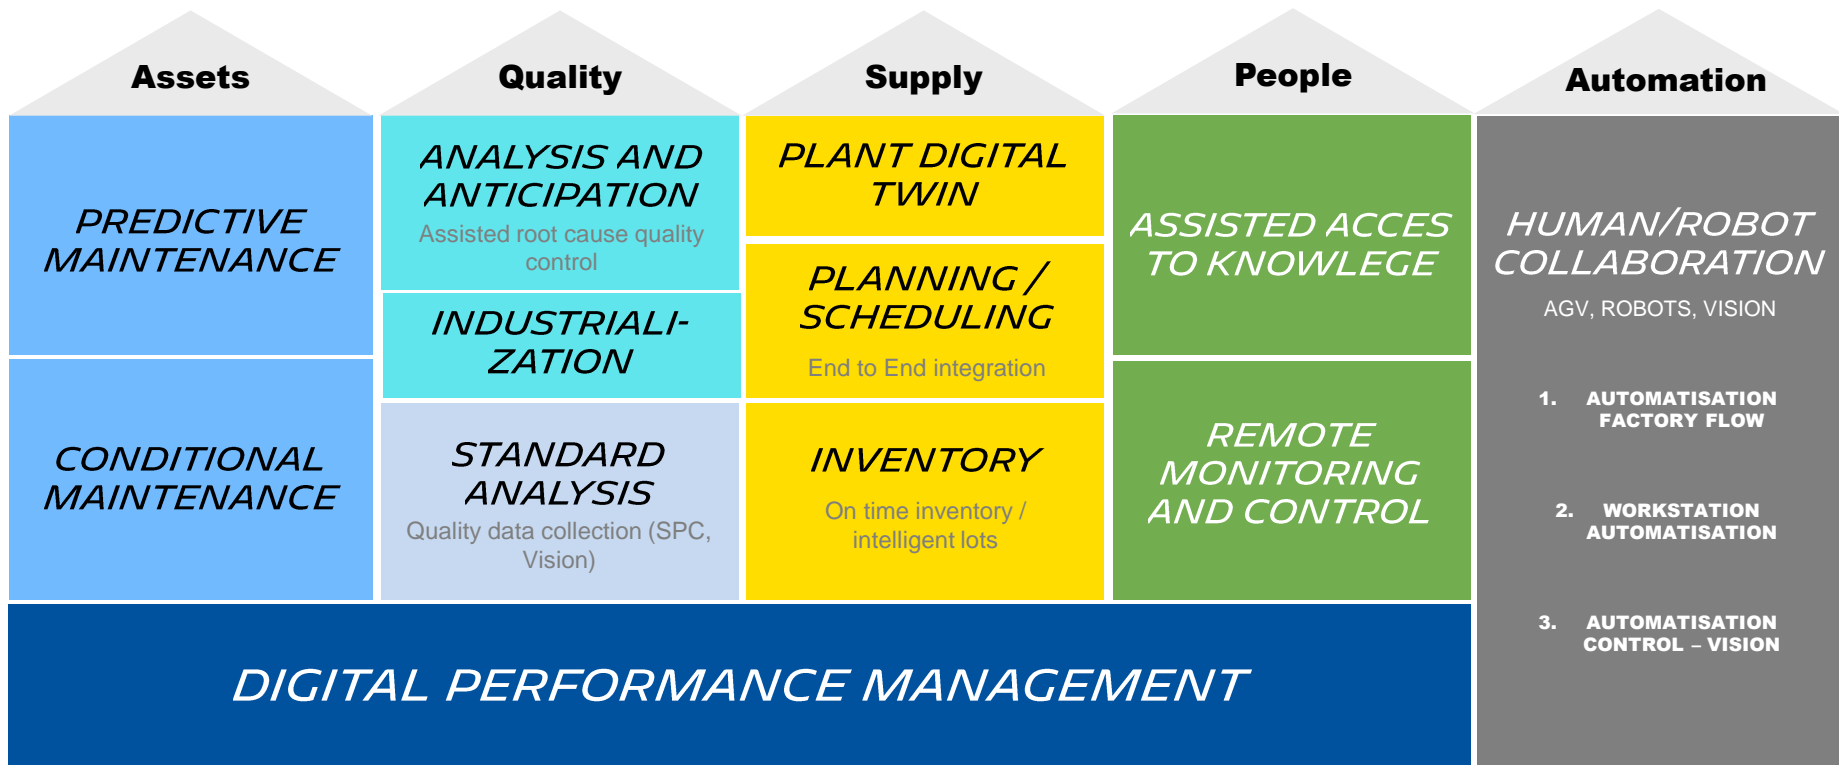 Assets
Quality
Supply
People
Automation
PREDICTIVE
MAINTENANCE
CONDITIONAL
MAINTENANCE
ANALYSIS AND
ANTICIPATION
Assisted root cause quality
control
INDUSTRIALI-
ZATION
STANDARD
ANALYSIS
Quality data collection (SPC,
Vision)
PLANT DIGITAL
TWIN
PLANNING /
SCHEDULING
End to End integration
INVENTORY
On time inventory /
intelligent lots
ASSISTED ACCES
TO KNOWLEGE
REMOTE
MONITORING
AND CONTROL
HUMAN/ROBOT
COLLABORATION
AGV, ROBOTS, VISION
1. AUTOMATISATION
FACTORY FLOW
2. WORKSTATION
AUTOMATISATION
3. AUTOMATISATION
CONTROL – VISION
DIGITAL PERFORMANCE MANAGEMENT